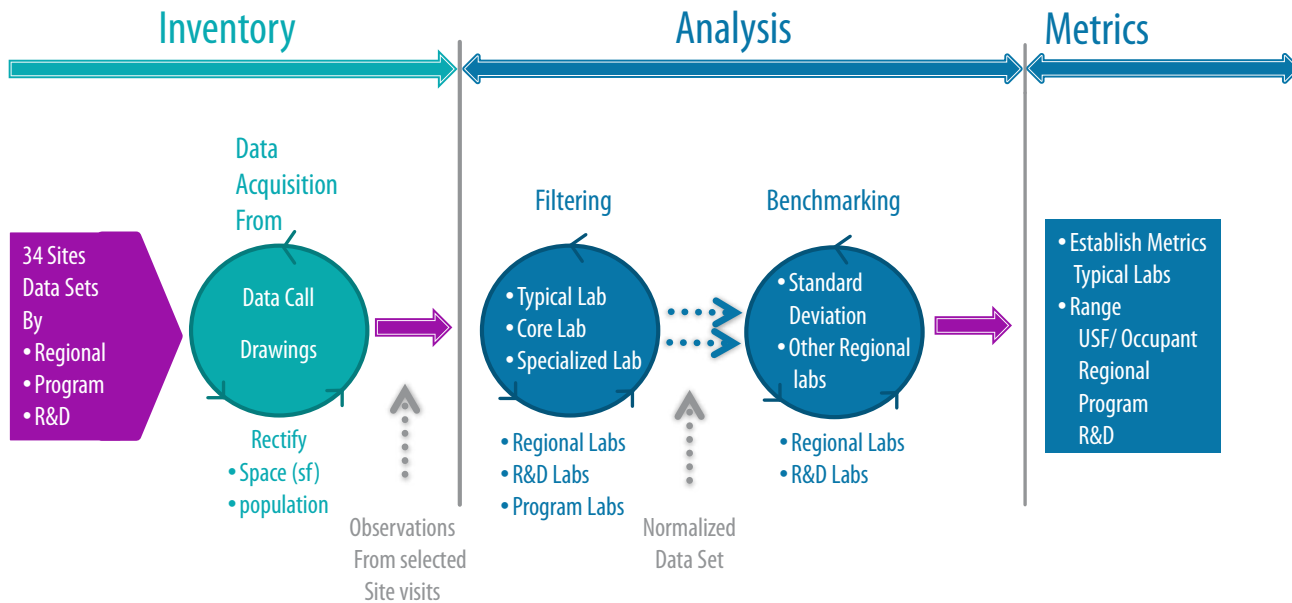 Inventory
Analysis
Metrics
34 Sites
Data Sets
By
• Regional
• Program
• R&D
Data
Acquisition
From
Data Call
Drawings
Rectify
• Space (sf)
• population
Observations
From selected
Site visits
Filtering
• Typical Lab
• Core Lab
• Specialized Lab
• Regional Labs
• R&D Labs
• Program Labs
Normalized
Data Set
Benchmarking
• Standard
Deviation
• Other Regional
labs
• Regional Labs
• R&D Labs
• Establish Metrics
Typical Labs
• Range
USF/ Occupant
Regional
Program
R&D